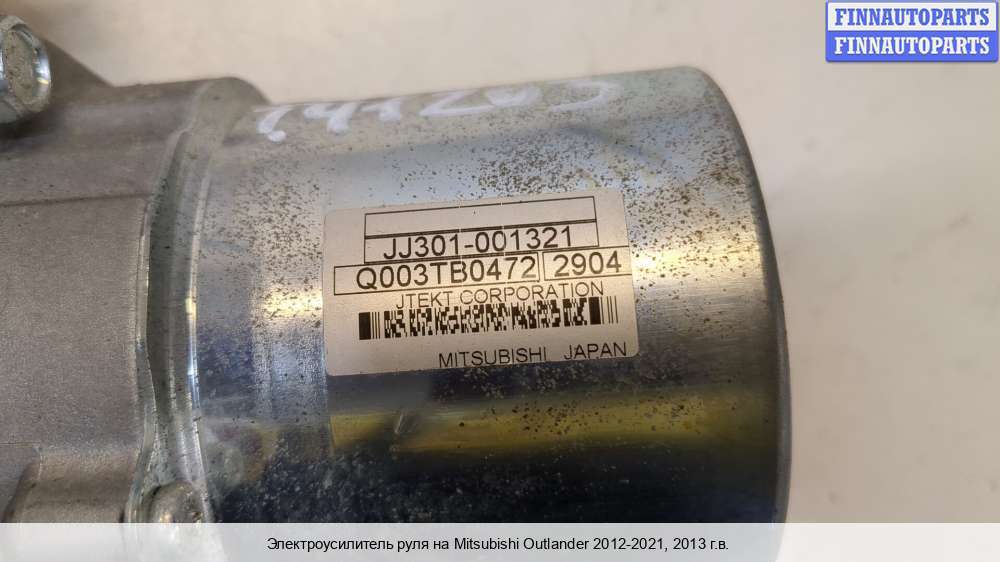 FINNAUTOPARTS
FINNAUTOPARTS
JJ301-001321
Q003TB0472 2904
JTEKT CORPORATION
MITSUBISHI JAPAN
Электроусилитель руля на Mitsubishi Outlander 2012-2021, 2013 г.в.